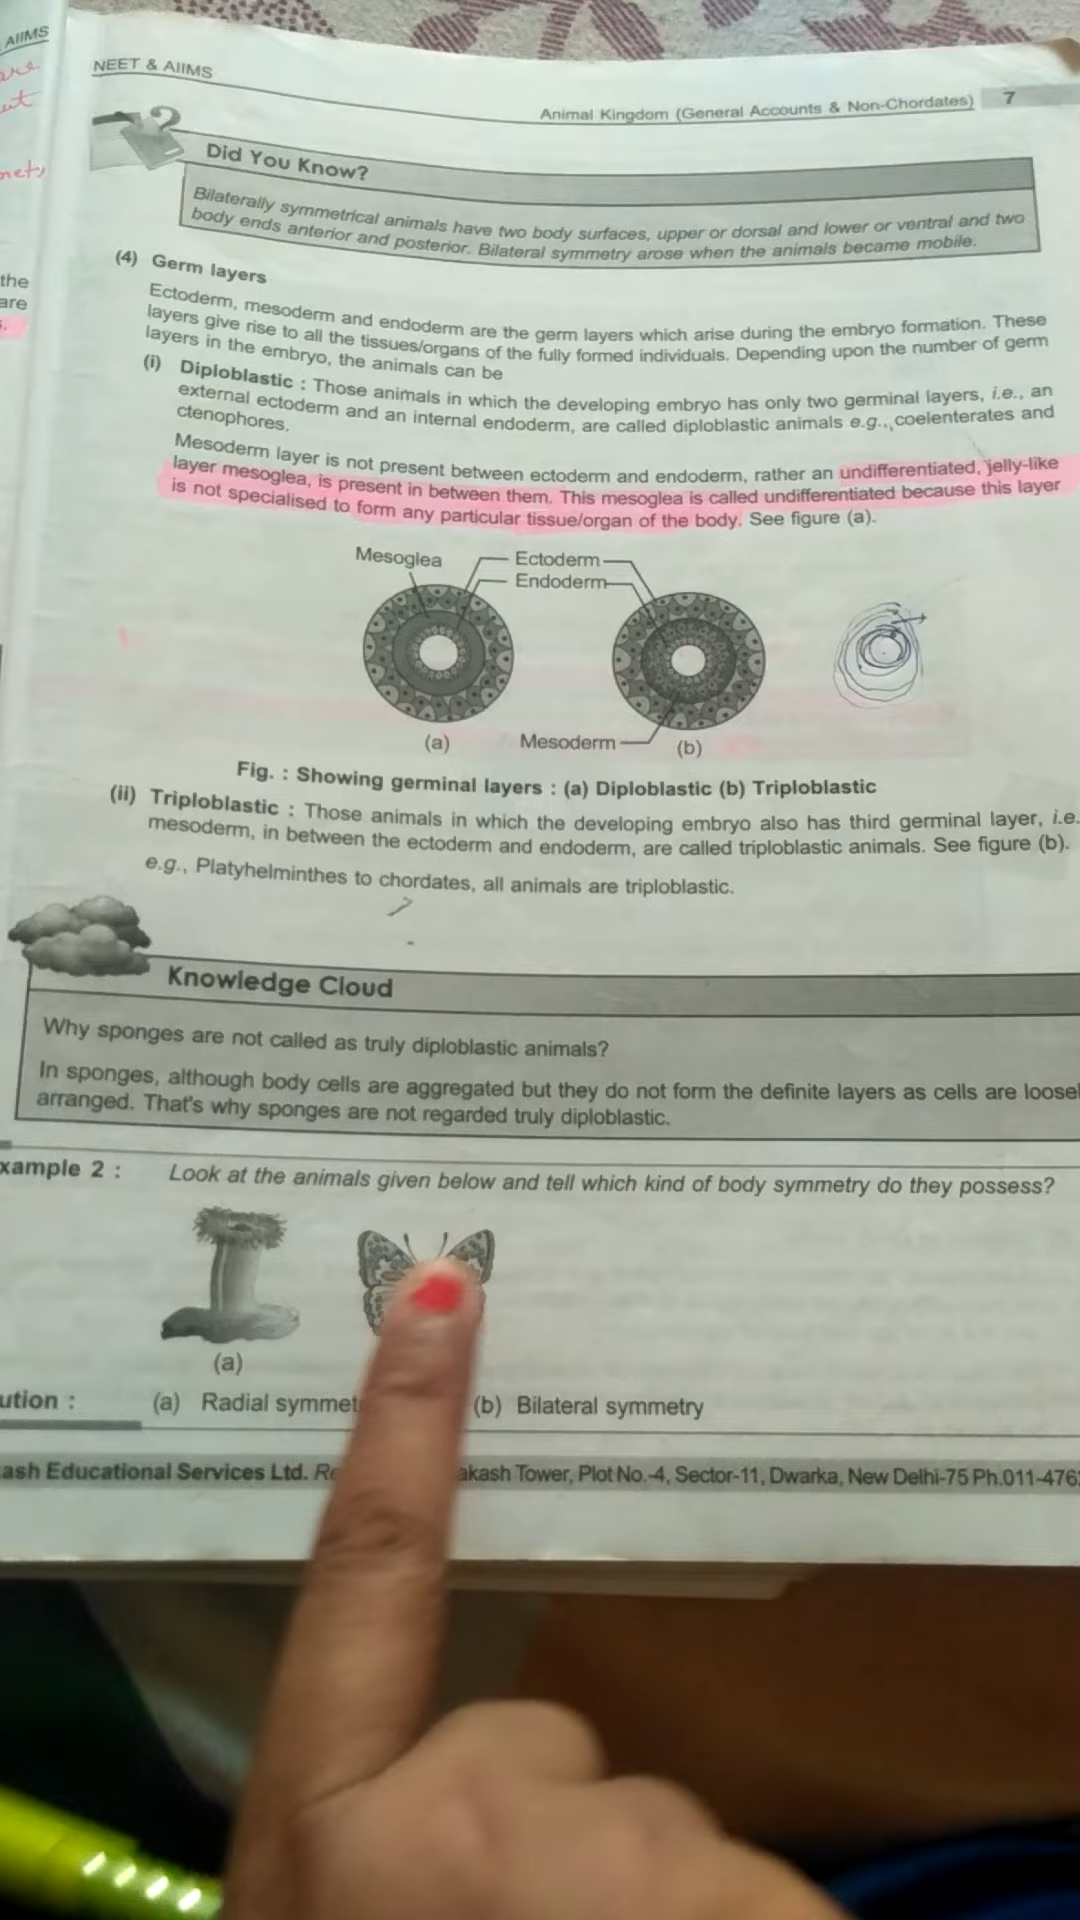 AIIMS
are
ut
the
are
NEET & AIIMS
Animal Kingdom (General Accounts & Non-Chordates) 7
Did You Know?
Bilaterally symmetrical animals have two body surfaces, upper or dorsal and lower or ventral and two
body ends anterior and posterior. Bilateral symmetry arose when the animals became mobile.
(4) Germ layers
Ectoderm, mesoderm and endoderm are the germ layers which arise during the embryo formation. These
layers give rise to all the tissues/organs of the fully formed individuals. Depending upon the number of germ
layers in the embryo, the animals can be
(i) Diploblastic : Those animals in which the developing embryo has only two germinal layers, i.e., an
external ectoderm and an internal endoderm, are called diploblastic animals e.g., coelenterates and
ctenophores.
Mesoderm layer is not present between ectoderm and endoderm, rather an undifferentiated, jelly-like
layer mesoglea, is present in between them. This mesoglea is called undifferentiated because this layer
is not specialised to form any particular tissue/organ of the body. See figure (a).
Mesoglea Ectoderm
Endoderm
(a) Mesoderm (b)
Fig. : Showing germinal layers : (a) Diploblastic (b) Triploblastic
(ii) Triploblastic : Those animals in which the developing embryo also has third germinal layer, i.e.
mesoderm, in between the ectoderm and endoderm, are called triploblastic animals. See figure (b).
e.g., Platyhelminthes to chordates, all animals are triploblastic.
Knowledge Cloud
Why sponges are not called as truly diploblastic animals?
In sponges, although body cells are aggregated but they do not form the definite layers as cells are loosel
arranged. That's why sponges are not regarded truly diploblastic.
xample 2 : Look at the animals given below and tell which kind of body symmetry do they possess?
(a)
ution : (a) Radial symmet (b) Bilateral symmetry
ash Educational Services Ltd. Re akash Tower, Plot No.-4, Sector-11, Dwarka, New Delhi-75 Ph.011-476